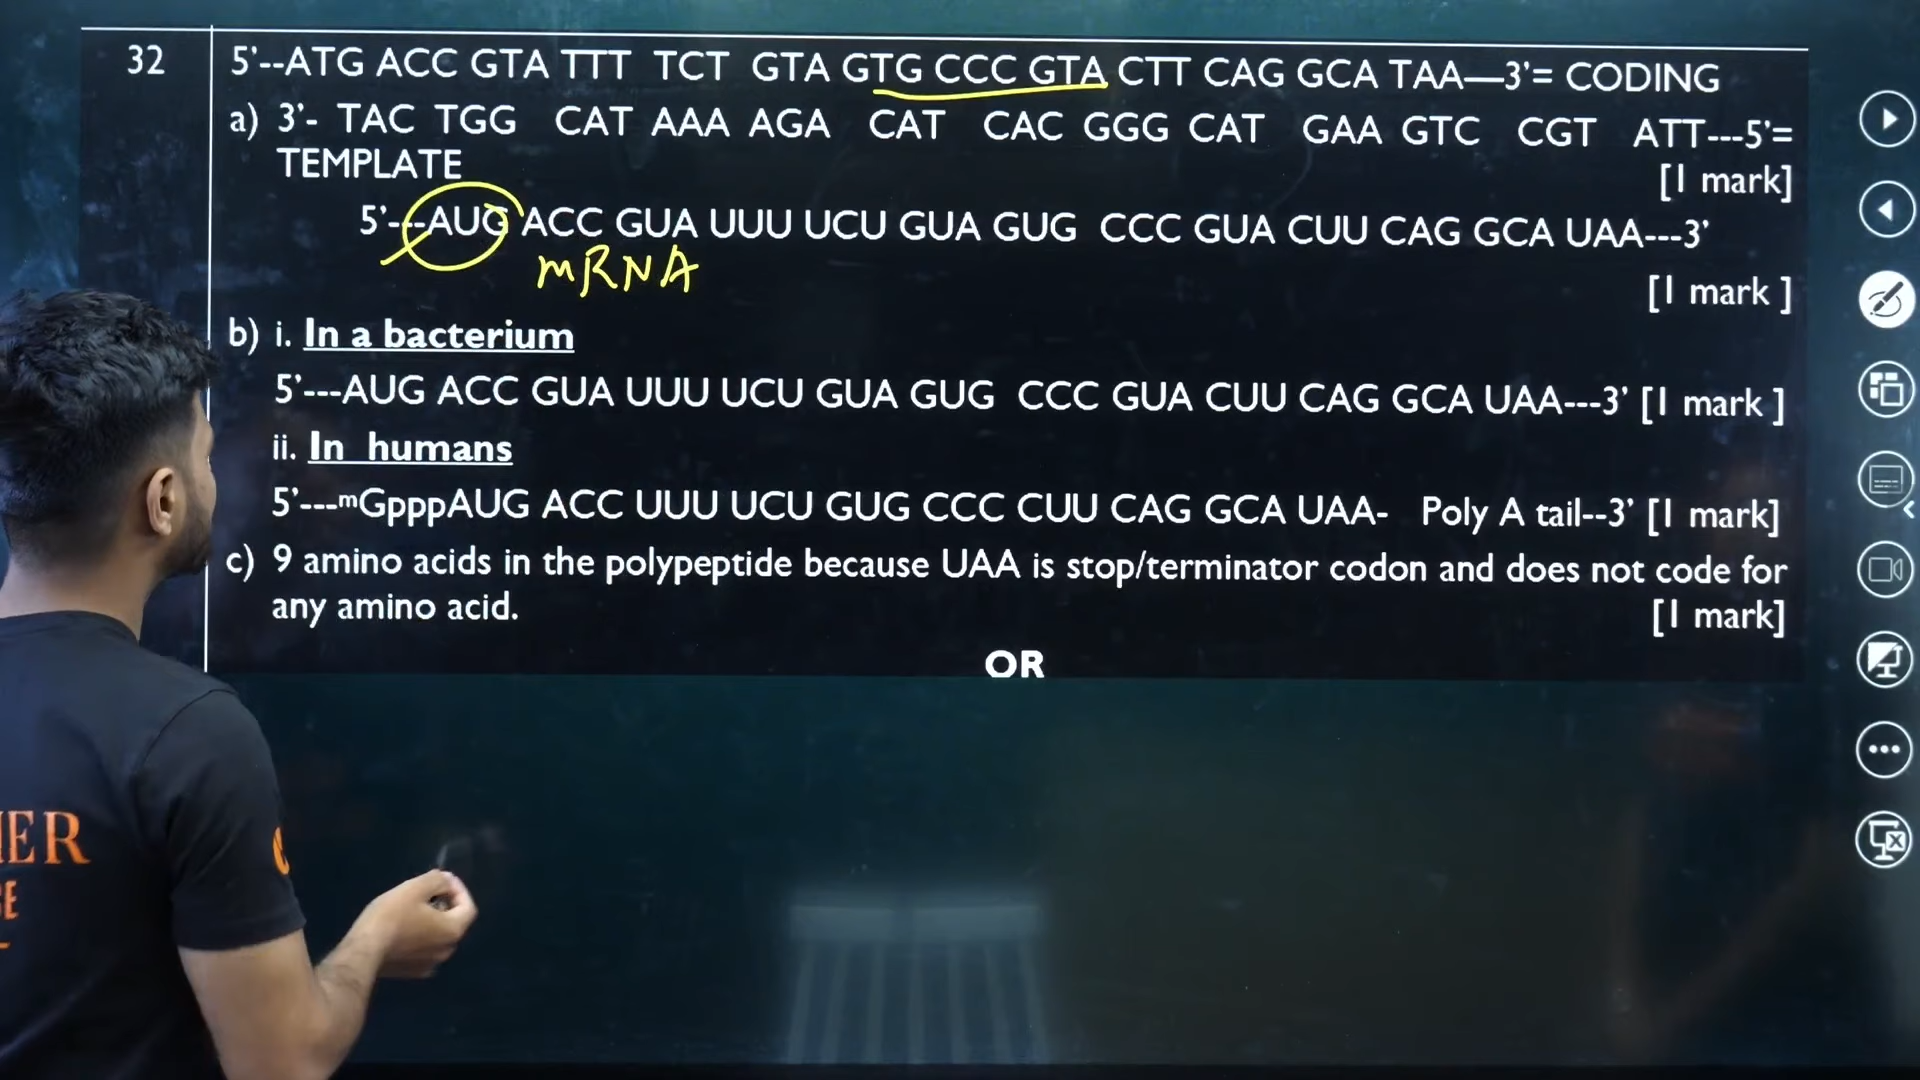 32
5’--ATG ACC GTA TTT TCT GTA GTG CCC GTA CTT CAG GCA TAA—3’= CODING
a) 3’- TAC TGG CAT AAA AGA CAT CAC GGG CAT GAA GTC CGT ATT---5’=
TEMPLATE [1 mark]
5’---AUG ACC GUA UUU UCU GUA GUG CCC GUA CUU CAG GCA UAA---3’
mRNA
[1 mark ]
b) i. In a bacterium
5’---AUG ACC GUA UUU UCU GUA GUG CCC GUA CUU CAG GCA UAA---3’ [1 mark ]
ii. In humans
5’---mGpppAUG ACC UUU UCU GUG CCC CUU CAG GCA UAA- Poly A tail--3’ [1 mark]
c) 9 amino acids in the polypeptide because UAA is stop/terminator codon and does not code for
any amino acid. [1 mark]
OR